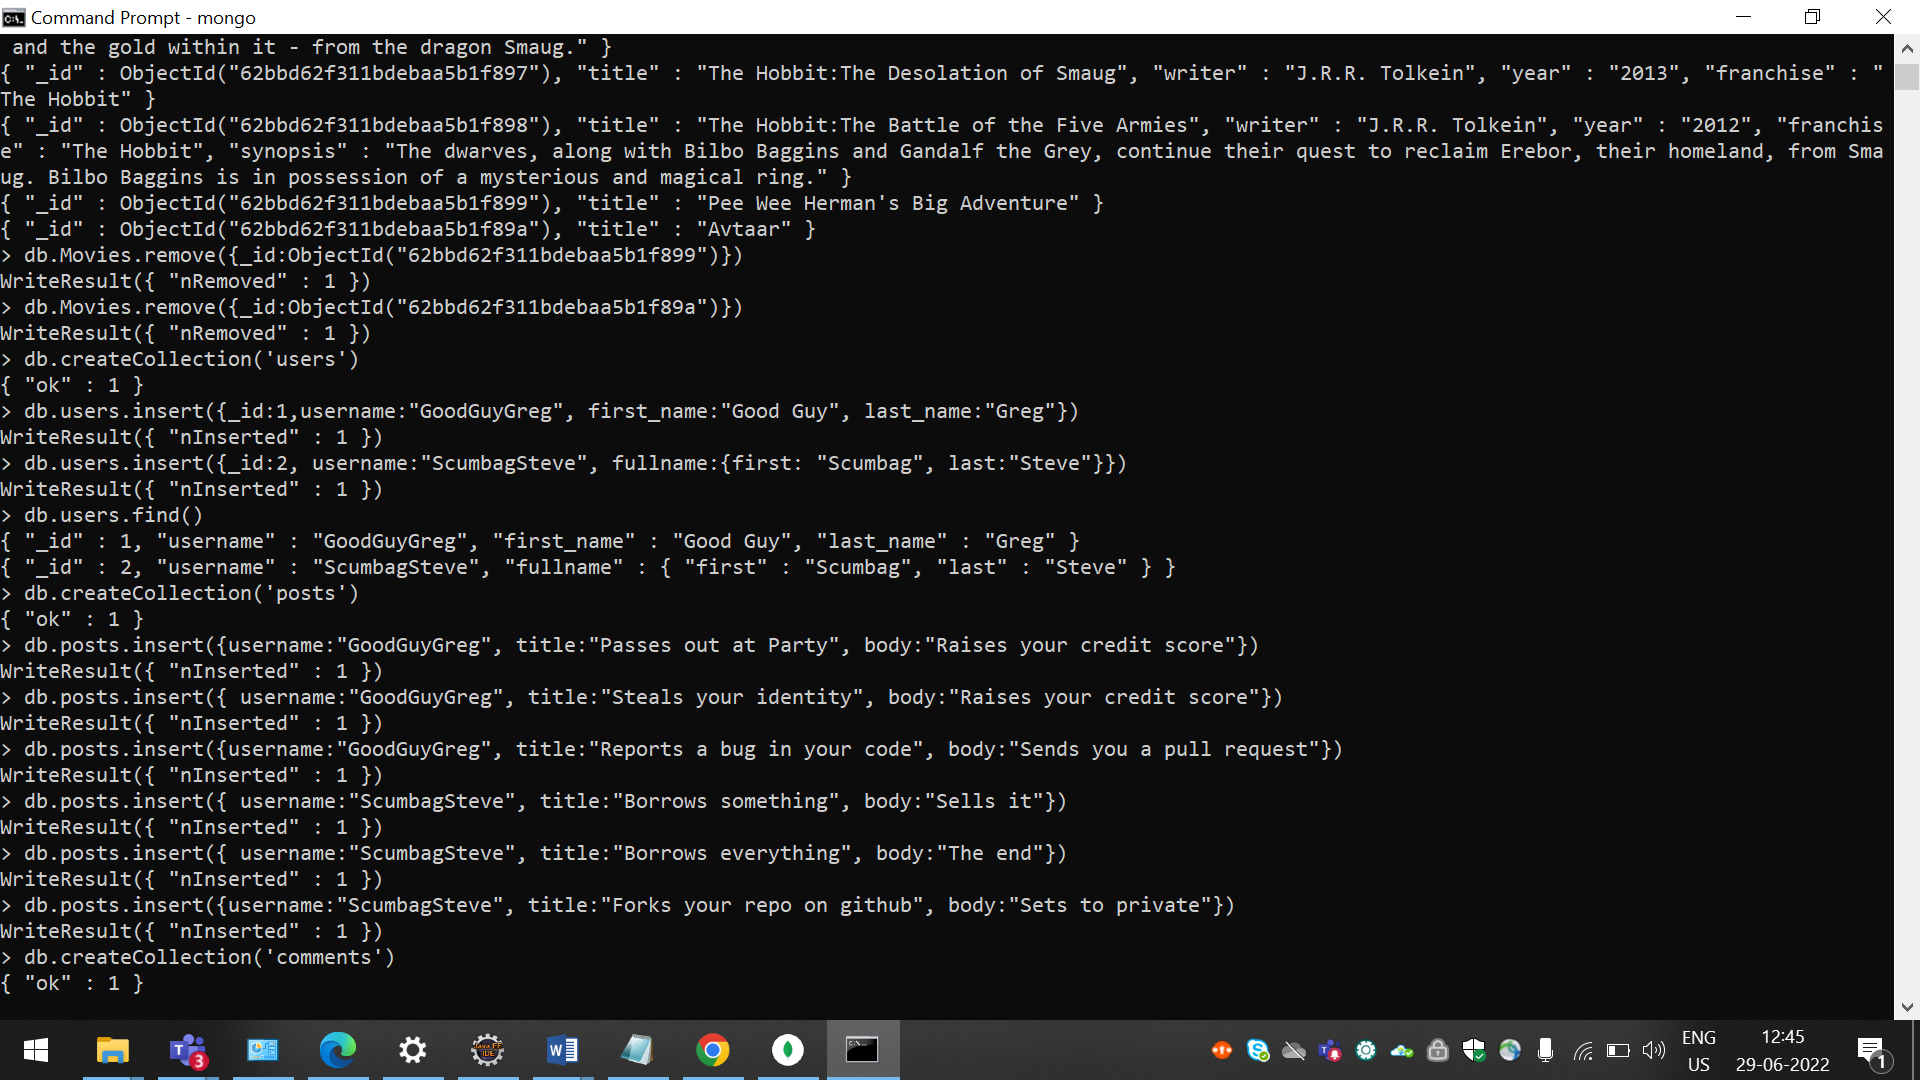 Command Prompt - mongo
 and the gold within it - from the dragon Smaug." }
{ "_id" : ObjectId("62bbd62f311bdebaa5b1f897"), "title" : "The Hobbit:The Desolation of Smaug", "writer" : "J.R.R. Tolkein", "year" : "2013", "franchise" : "
The Hobbit" }
{ "_id" : ObjectId("62bbd62f311bdebaa5b1f898"), "title" : "The Hobbit:The Battle of the Five Armies", "writer" : "J.R.R. Tolkein", "year" : "2012", "franchis
e" : "The Hobbit", "synopsis" : "The dwarves, along with Bilbo Baggins and Gandalf the Grey, continue their quest to reclaim Erebor, their homeland, from Sma
ug. Bilbo Baggins is in possession of a mysterious and magical ring." }
{ "_id" : ObjectId("62bbd62f311bdebaa5b1f899"), "title" : "Pee Wee Herman's Big Adventure" }
{ "_id" : ObjectId("62bbd62f311bdebaa5b1f89a"), "title" : "Avtaar" }
> db.Movies.remove({_id:ObjectId("62bbd62f311bdebaa5b1f899")})
WriteResult({ "nRemoved" : 1 })
> db.Movies.remove({_id:ObjectId("62bbd62f311bdebaa5b1f89a")})
WriteResult({ "nRemoved" : 1 })
> db.createCollection('users')
{ "ok" : 1 }
> db.users.insert({_id:1,username:"GoodGuyGreg", first_name:"Good Guy", last_name:"Greg"})
WriteResult({ "nInserted" : 1 })
> db.users.insert({_id:2, username:"ScumbagSteve", fullname:{first: "Scumbag", last:"Steve"}})
WriteResult({ "nInserted" : 1 })
> db.users.find()
{ "_id" : 1, "username" : "GoodGuyGreg", "first_name" : "Good Guy", "last_name" : "Greg" }
{ "_id" : 2, "username" : "ScumbagSteve", "fullname" : { "first" : "Scumbag", "last" : "Steve" } }
> db.createCollection('posts')
{ "ok" : 1 }
> db.posts.insert({username:"GoodGuyGreg", title:"Passes out at Party", body:"Raises your credit score"})
WriteResult({ "nInserted" : 1 })
> db.posts.insert({ username:"GoodGuyGreg", title:"Steals your identity", body:"Raises your credit score"})
WriteResult({ "nInserted" : 1 })
> db.posts.insert({username:"GoodGuyGreg", title:"Reports a bug in your code", body:"Sends you a pull request"})
WriteResult({ "nInserted" : 1 })
> db.posts.insert({ username:"ScumbagSteve", title:"Borrows something", body:"Sells it"})
WriteResult({ "nInserted" : 1 })
> db.posts.insert({ username:"ScumbagSteve", title:"Borrows everything", body:"The end"})
WriteResult({ "nInserted" : 1 })
> db.posts.insert({username:"ScumbagSteve", title:"Forks your repo on github", body:"Sets to private"})
WriteResult({ "nInserted" : 1 })
> db.createCollection('comments')
{ "ok" : 1 }
ENG 12:45
US 29-06-2022
3
1